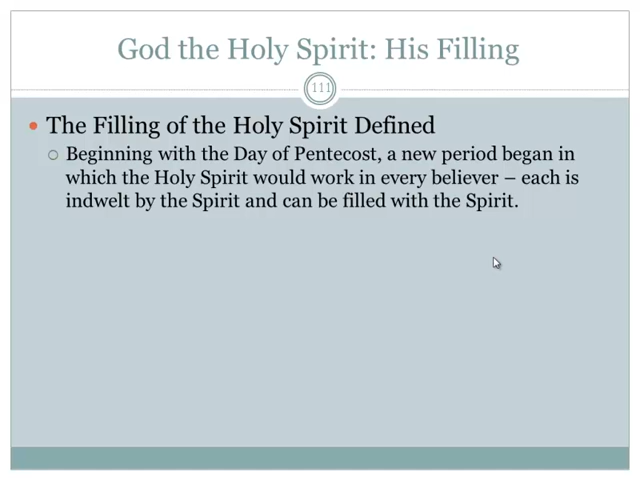 God the Holy Spirit: His Filling
111
The Filling of the Holy Spirit Defined
Beginning with the Day of Pentecost, a new period began in
which the Holy Spirit would work in every believer – each is
indwelt by the Spirit and can be filled with the Spirit.